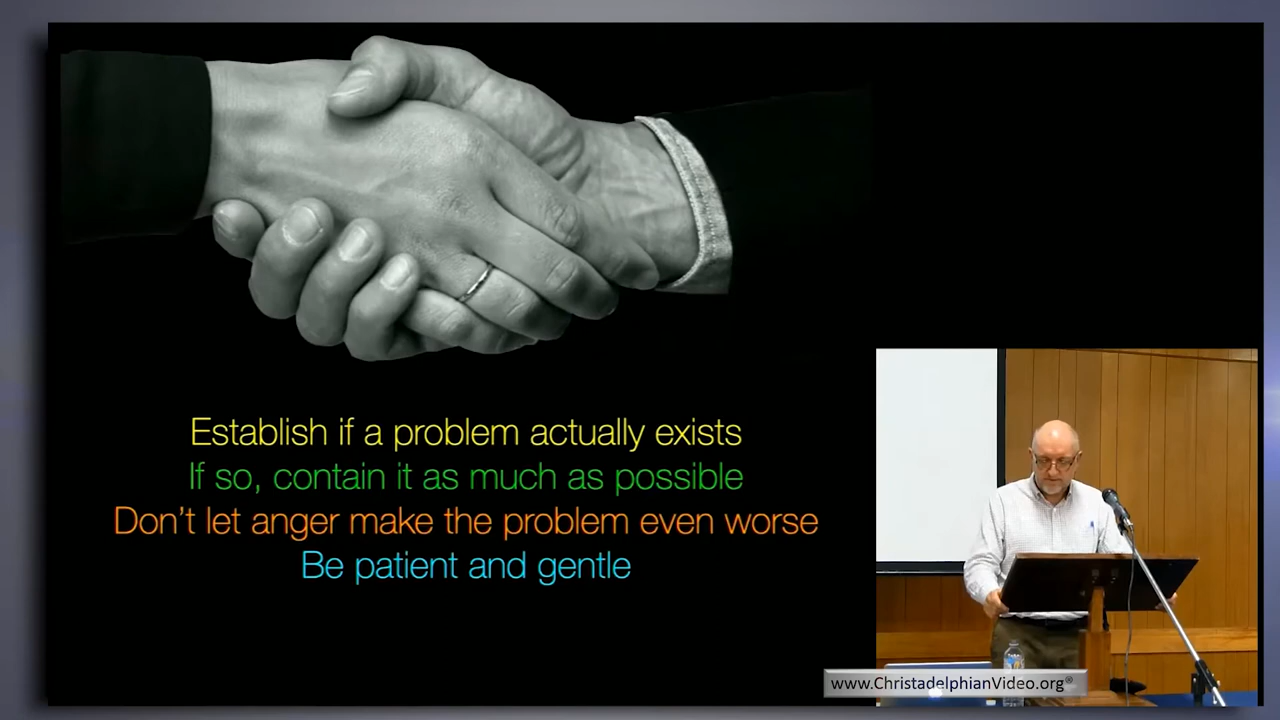 Establish if a problem actually exists
If so, contain it as much as possible
Don't let anger make the problem even worse
Be patient and gentle
www.ChristadelphianVideo.org®